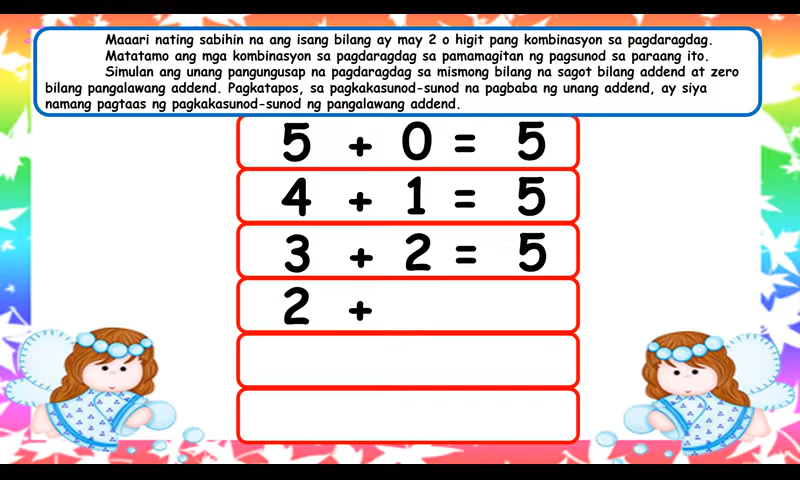 Maaari nating sabihin na ang isang bilang ay may 2 o higit pang kombinasyon sa pagdaragdag.
Matatamo ang mga kombinasyon sa pagdaragdag sa pamamagitan ng pagsunod sa paraang ito.
Simulan ang unang pangungusap na pagdaragdag sa mismong bilang na sagot bilang addend at zero
bilang pangalawang addend. Pagkatapos, sa pagkakasunod-sunod na pagbaba ng unang addend, ay siya
namang pagtaas ng pagkakasunod-sunod ng pangalawang addend.
5 + 0 = 5
4 + 1 = 5
3 + 2 = 5
2 +